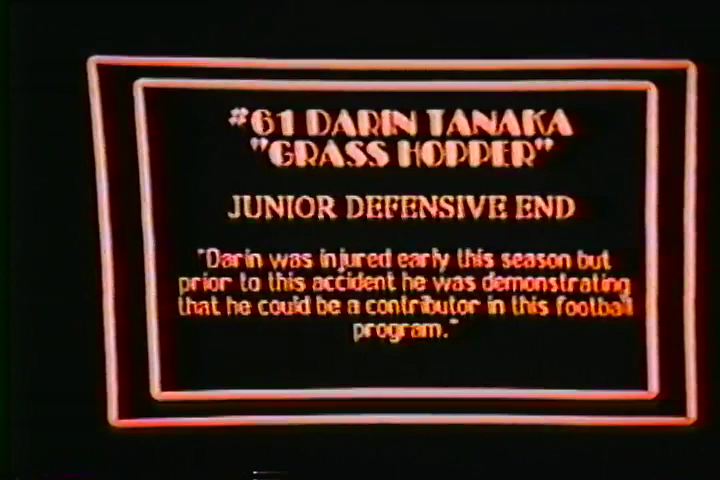 #61 DARIN TANAKA
"GRASS HOPPER"
JUNIOR DEFENSIVE END
"Darin was injured early this season but
prior to this accident he was demonstrating
that he could be a contributor in this football
program."